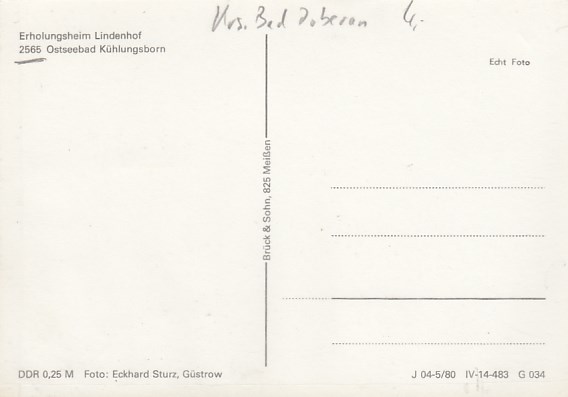 Krs. Bad Doberan 4,-
Erholungsheim Lindenhof
2565 Ostseebad Kühlungsborn
Echt Foto
Brück & Sohn, 825 Meißen
DDR 0,25 M Foto: Eckhard Sturz, Güstrow
J 04-5/80 IV-14-483 G 034